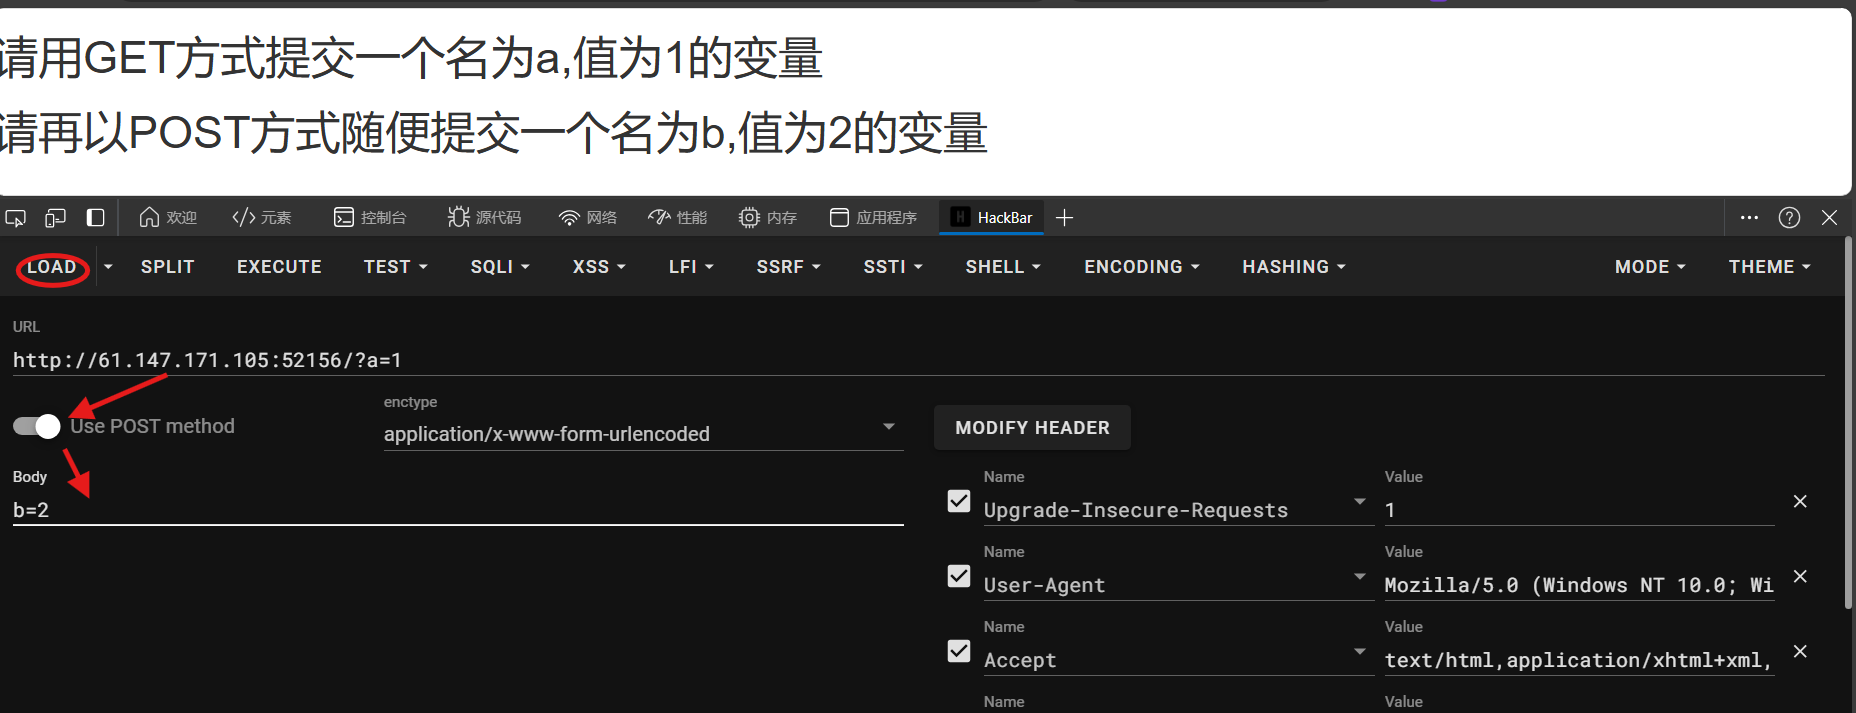 请用GET方式提交一个名为a,值为1的变量
请再以POST方式随便提交一个名为b,值为2的变量
欢迎 元素 控制台 源代码 网络 性能 内存 应用程序 HackBar
LOAD SPLIT EXECUTE TEST SQLI XSS LFI SSRF SSTI SHELL ENCODING HASHING MODE THEME
URL
http://61.147.171.105:52156/?a=1
Use POST method
enctype
application/x-www-form-urlencoded
MODIFY HEADER
Body
b=2
Name Value
Upgrade-Insecure-Requests 1
Name Value
User-Agent Mozilla/5.0 (Windows NT 10.0; Wi
Name Value
Accept text/html,application/xhtml+xml,
Name Value